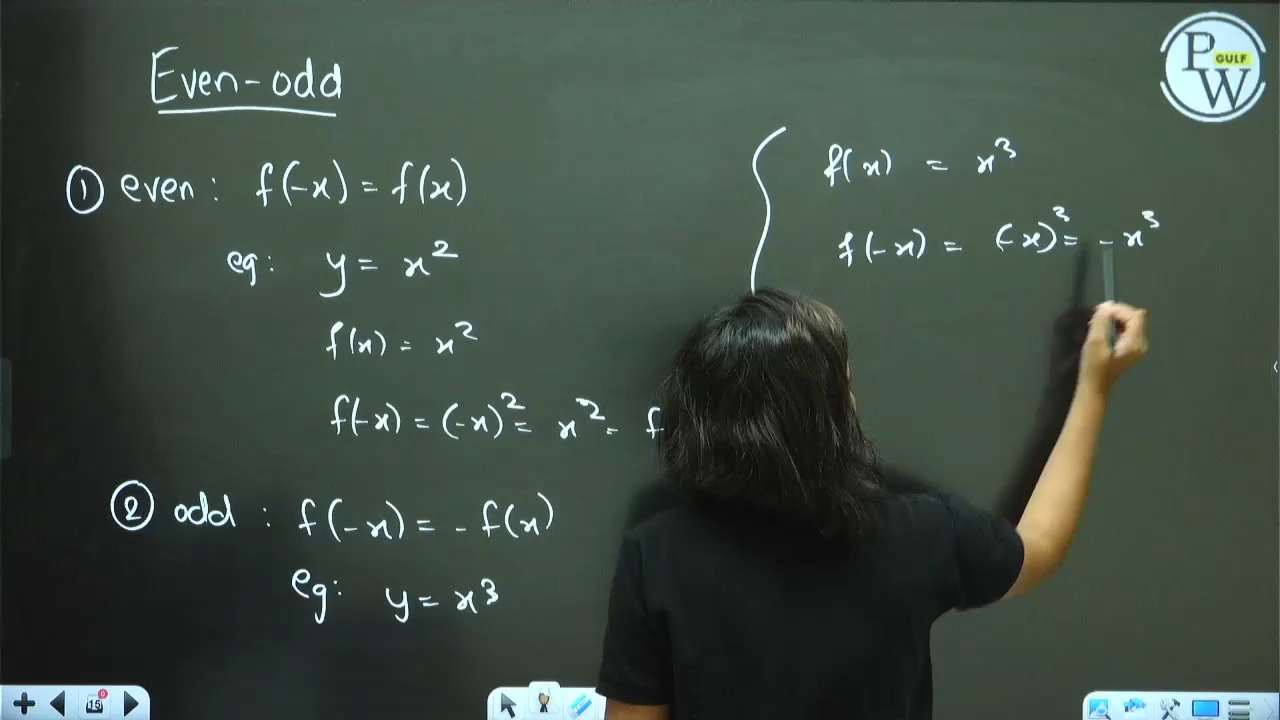 Even-odd
① even: f(-x) = f(x)
eg: y = x²
f(x) = x²
f(-x) = (-x)² = x² = f
② odd : f(-x) = - f(x)
eg: y = x³
f(x) = x³
f(-x) = (-x)³ = - x³
PW GULF
15
0